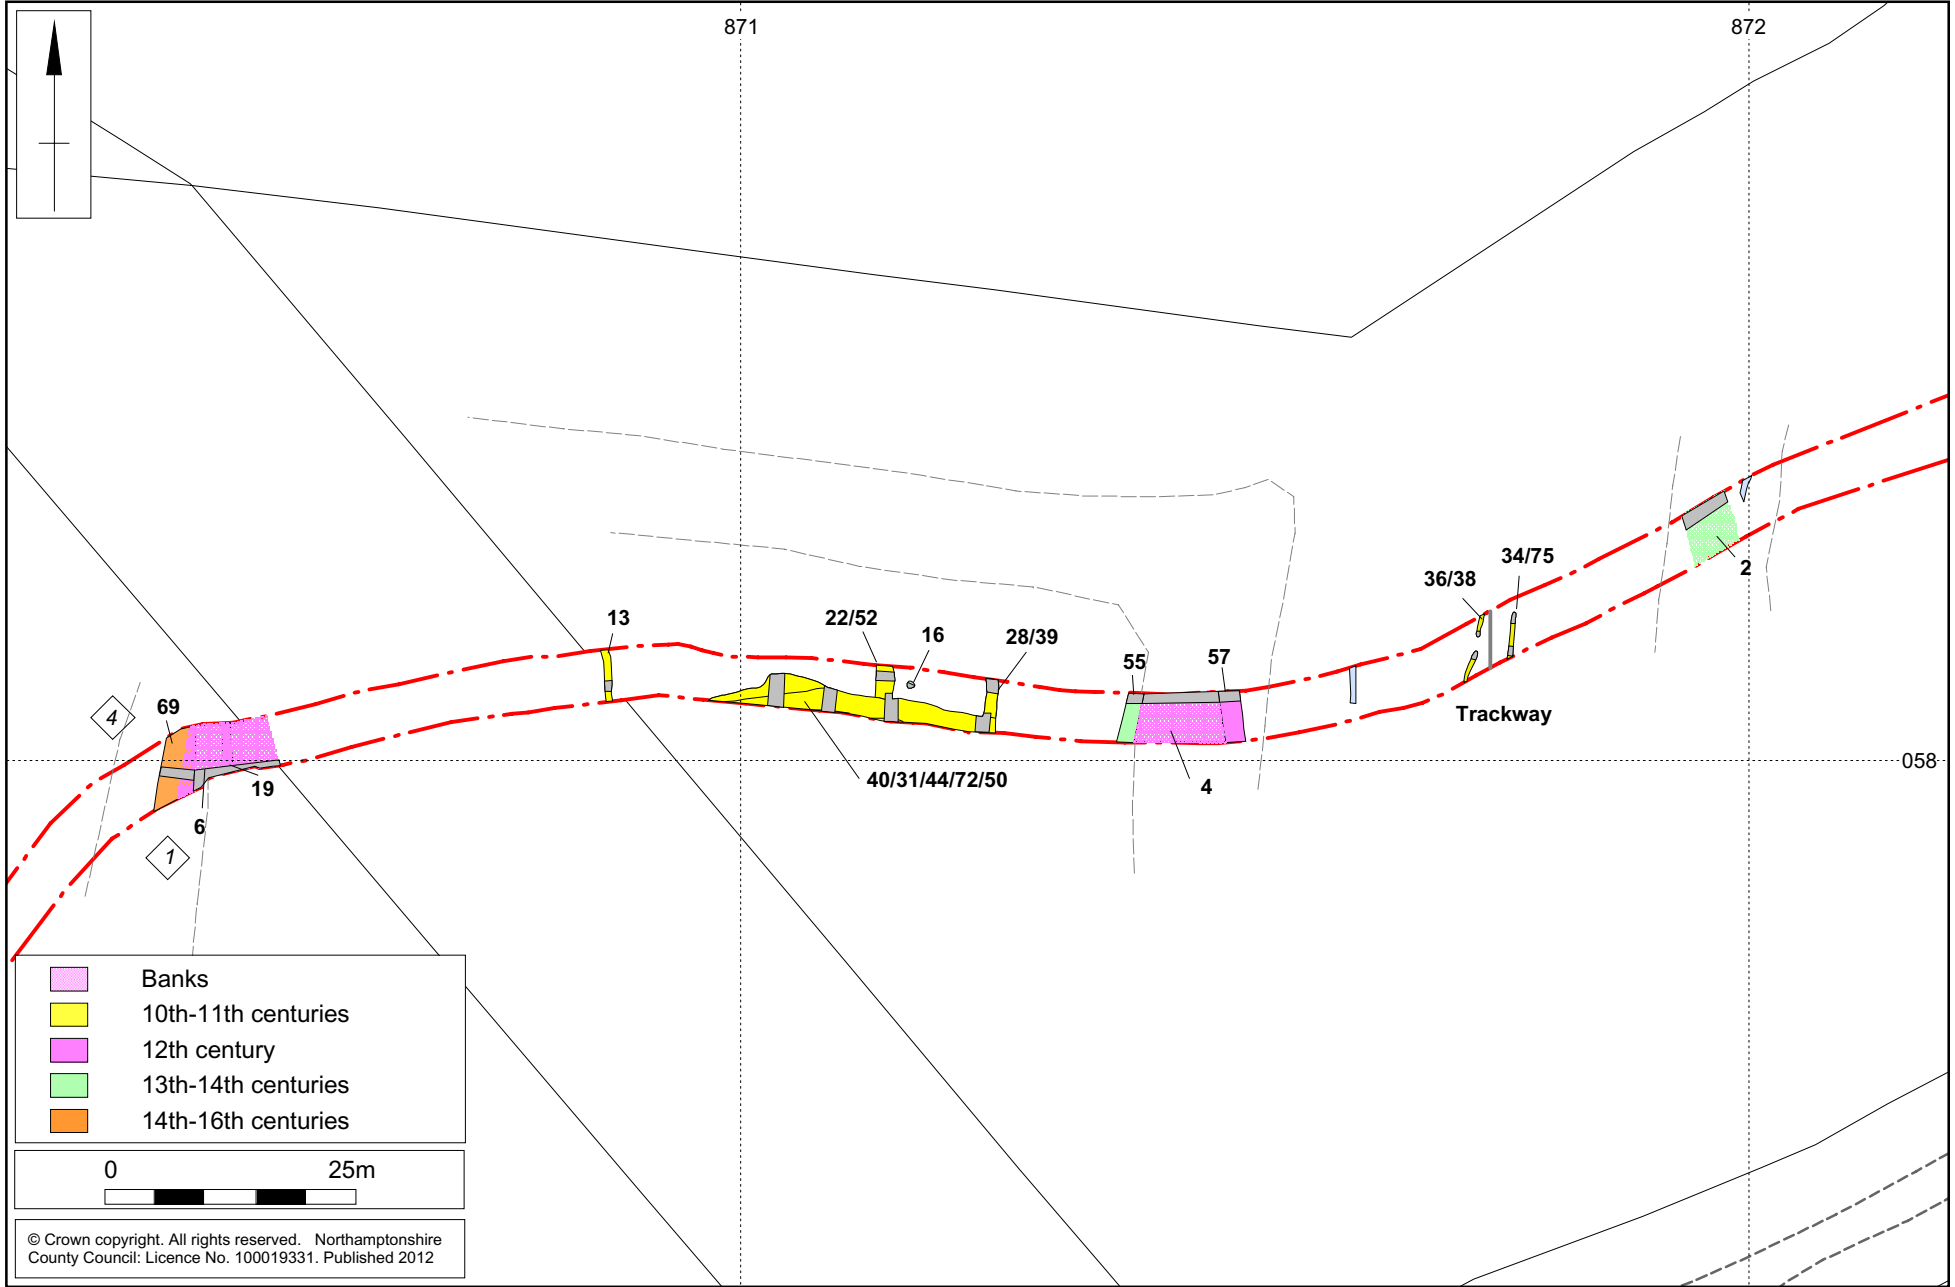 871
872
36/38
34/75
2
13
22/52
16
28/39
55
57
Trackway
4
69
058
40/31/44/72/50
4
19
6
1
Banks
10th-11th centuries
12th century
13th-14th centuries
14th-16th centuries
0 25m
© Crown copyright. All rights reserved. Northamptonshire
County Council: Licence No. 100019331. Published 2012